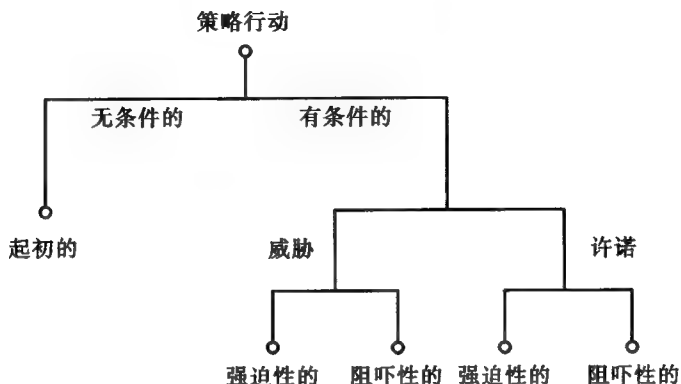 策略行动
无条件的 有条件的
起初的 威胁 许诺
强迫性的 阻吓性的 强迫性的 阻吓性的